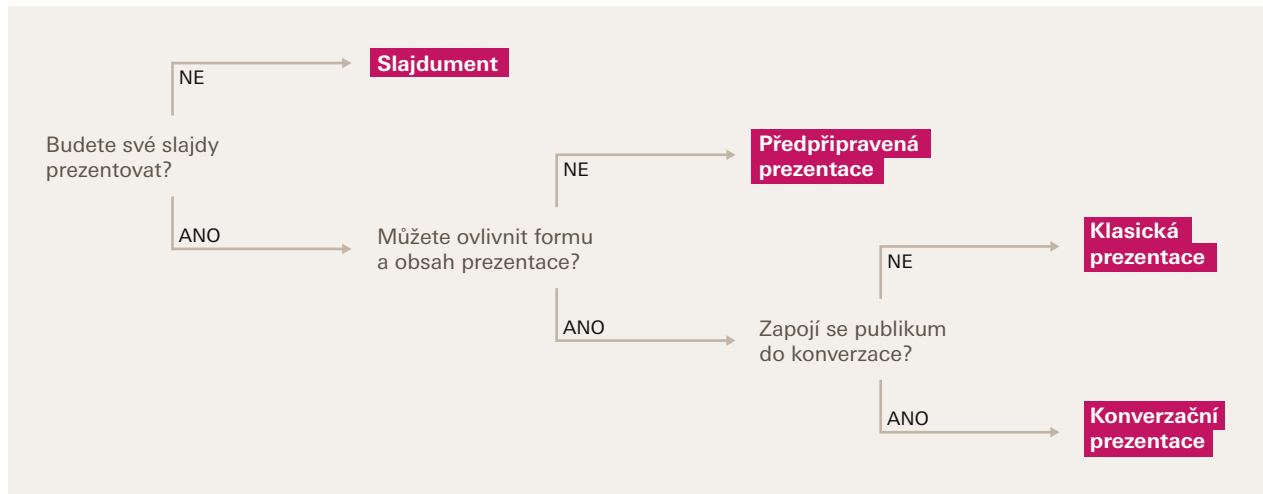 Slajdument
NE
Budete své slajdy
prezentovat?
Předpřipravená
prezentace
NE
ANO
Můžete ovlivnit formu
a obsah prezentace?
Klasická
prezentace
NE
ANO
Zapojí se publikum
do konverzace?
Konverzační
prezentace
ANO